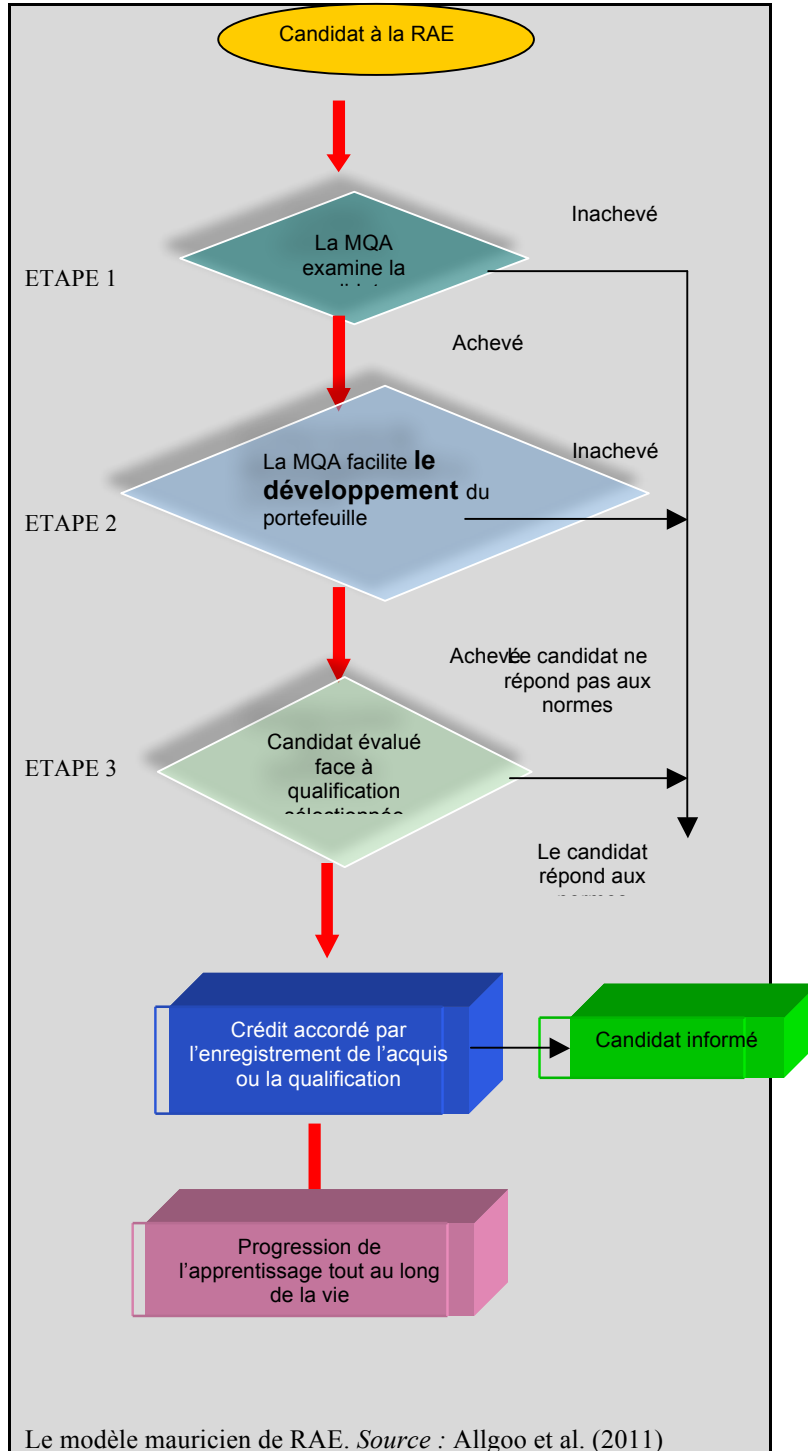 Candidat à la RAE
Inachevé
La MQA
examine la
ETAPE 1
Achevé
Inachevé
La MQA facilite le
développement du
portefeuille
ETAPE 2
Achevé
Le candidat ne
répond pas aux
normes
Candidat évalué
face à
qualification
sélectionnée
ETAPE 3
Le candidat
répond aux
normes
Crédit accordé par
l'enregistrement de l'acquis
ou la qualification
Candidat informé
Progression de
l'apprentissage tout au long
de la vie
Le modèle mauricien de RAE. Source : Allgoo et al. (2011)